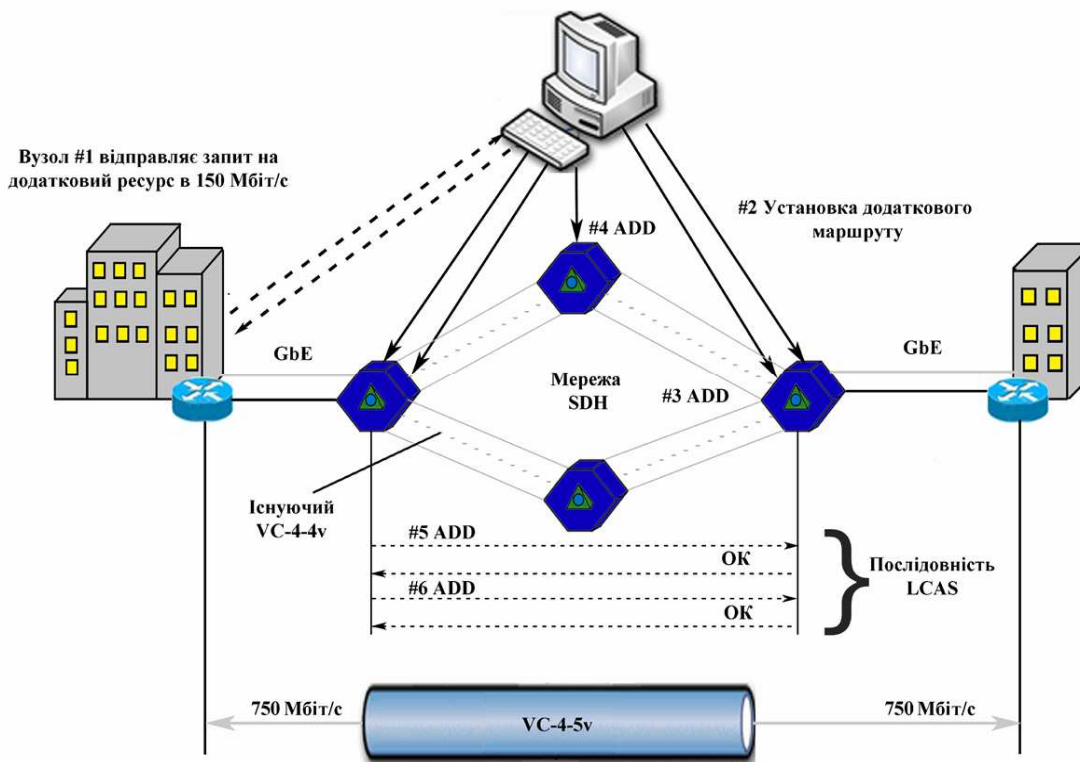 Вузол #1 відправляє запит на
додатковий ресурс в 150 Мбіт/с
#2 Установка додаткового
маршруту
#4 ADD
GbE
GbE
Мережа
SDH
#3 ADD
Існуючий
VC-4-4v
#5 ADD
ОК
#6 ADD
ОК
Послідовність
LCAS
750 Мбіт/с
VC-4-5v
750 Мбіт/с